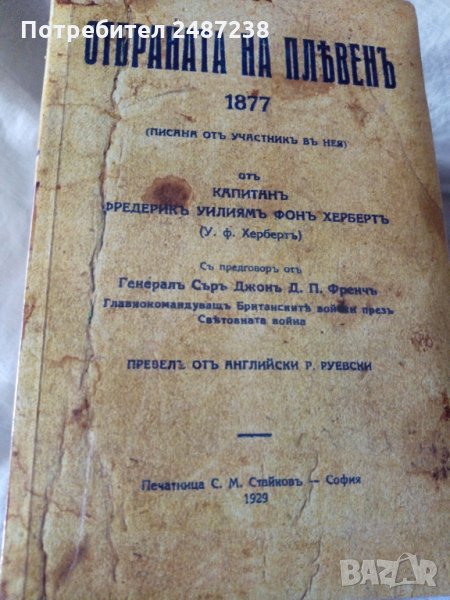 Потребител 2487238
ОТБРАНАТА НА ПЛѢВЕНЪ
1877
(ПИСАНА ОТЪ УЧАСТНИКЪ ВЪ НЕЯ)
ОТЪ
КАПИТАНЪ
ФРЕДЕРИКЪ УИЛИЯМЪ ФОНЪ ХЕРБЕРТЪ
(У. ф. Хербертъ)
Съ предговоръ отъ
Генералъ Съръ Джонъ Д. П. Френчъ
Главнокомандуващъ Британскитѣ войски презъ
Свѣтовната война
ПРЕВЕЛЪ ОТЪ АНГЛИЙСКИ Р. РУЕВСКИ
Печатница С. М. Стайковъ — София
1929
BAZAR